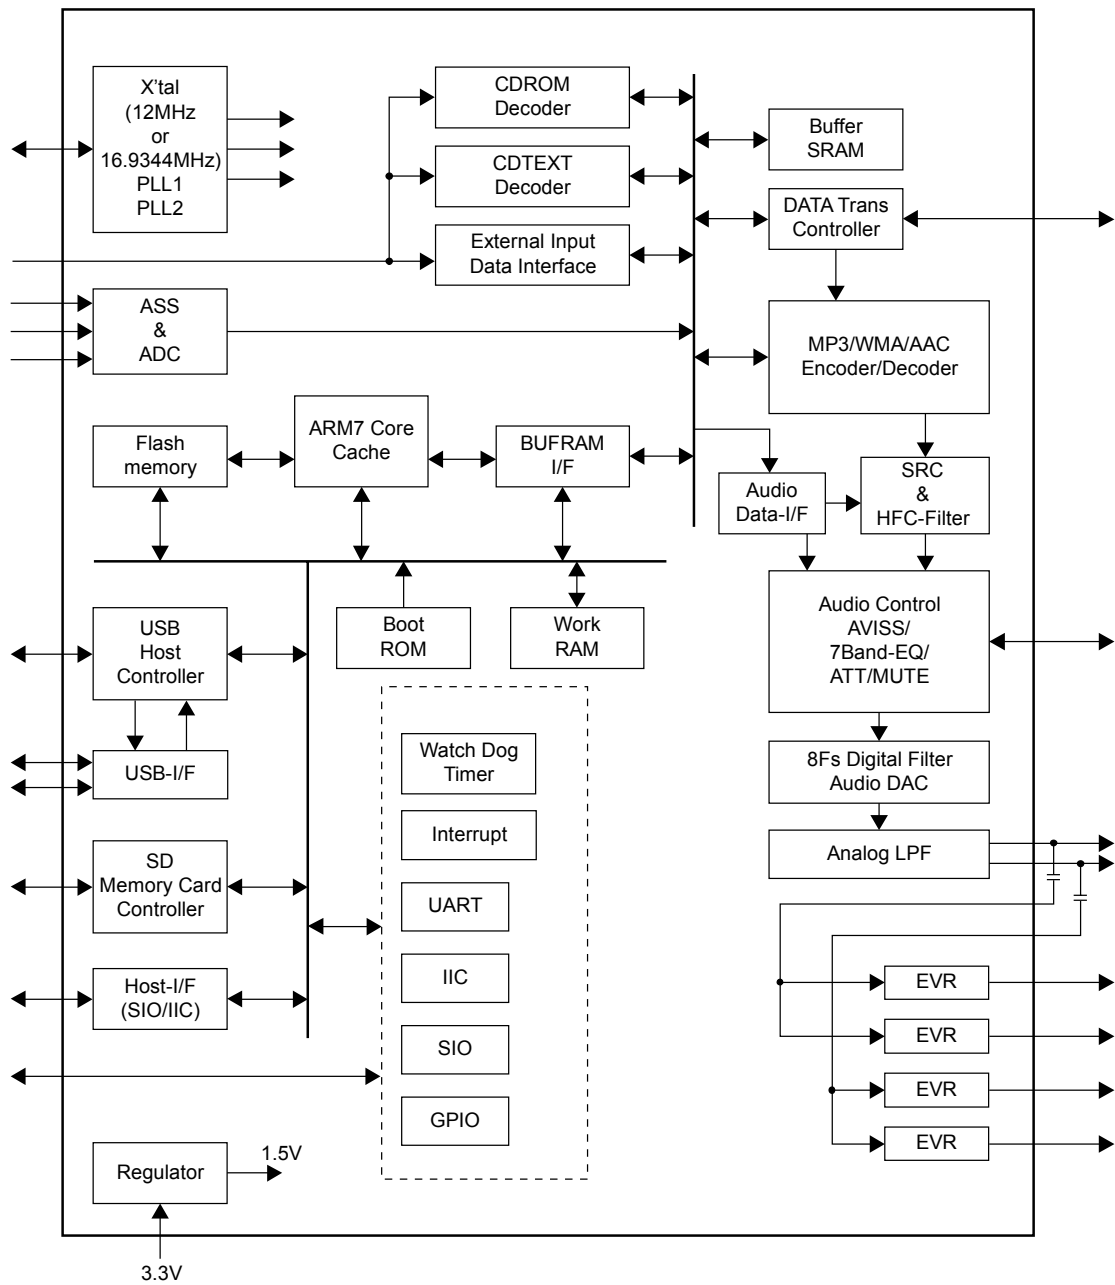 X'tal
(12MHz
or
16.9344MHz)
PLL1
PLL2
CDROM
Decoder
CDTEXT
Decoder
External Input
Data Interface
Buffer
SRAM
DATA Trans
Controller
ASS
&
ADC
MP3/WMA/AAC
Encoder/Decoder
Flash
memory
ARM7 Core
Cache
BUFRAM
I/F
Audio
Data-I/F
SRC
&
HFC-Filter
USB
Host
Controller
Boot
ROM
Work
RAM
Audio Control
AVISS/
7Band-EQ/
ATT/MUTE
USB-I/F
Watch Dog
Timer
8Fs Digital Filter
Audio DAC
Interrupt
Analog LPF
SD
Memory Card
Controller
UART
IIC
Host-I/F
(SIO/IIC)
SIO
GPIO
EVR
EVR
EVR
EVR
Regulator
1.5V
3.3V